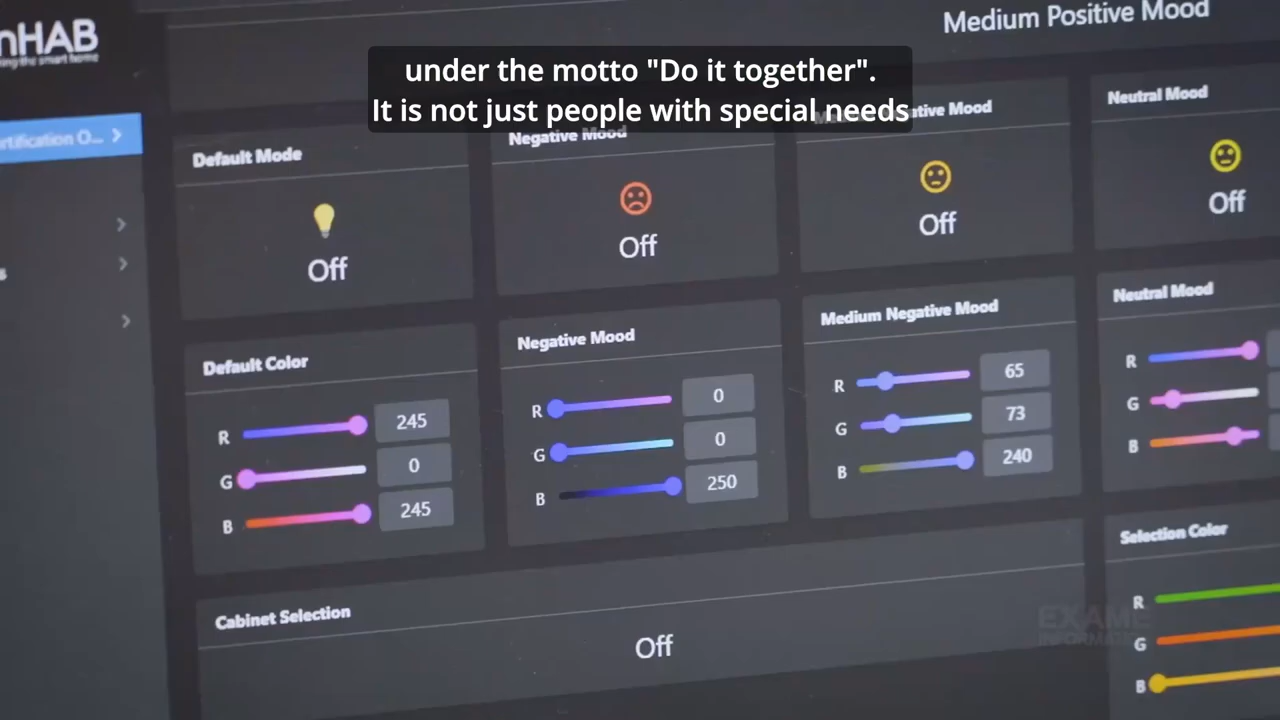 nHAB
Medium Positive Mood
under the motto "Do it together".
It is not just people with special needs
Default Mode
Off
Negative Mood
Off
Negative Mood
Off
Neutral Mood
Off
Default Color
R 245
G 0
B 245
Negative Mood
R 0
G 0
B 250
Medium Negative Mood
R 65
G 73
B 240
Neutral Mood
R
G
B
Cabinet Selection
Off
Selection Color
R
G
B
EXAME